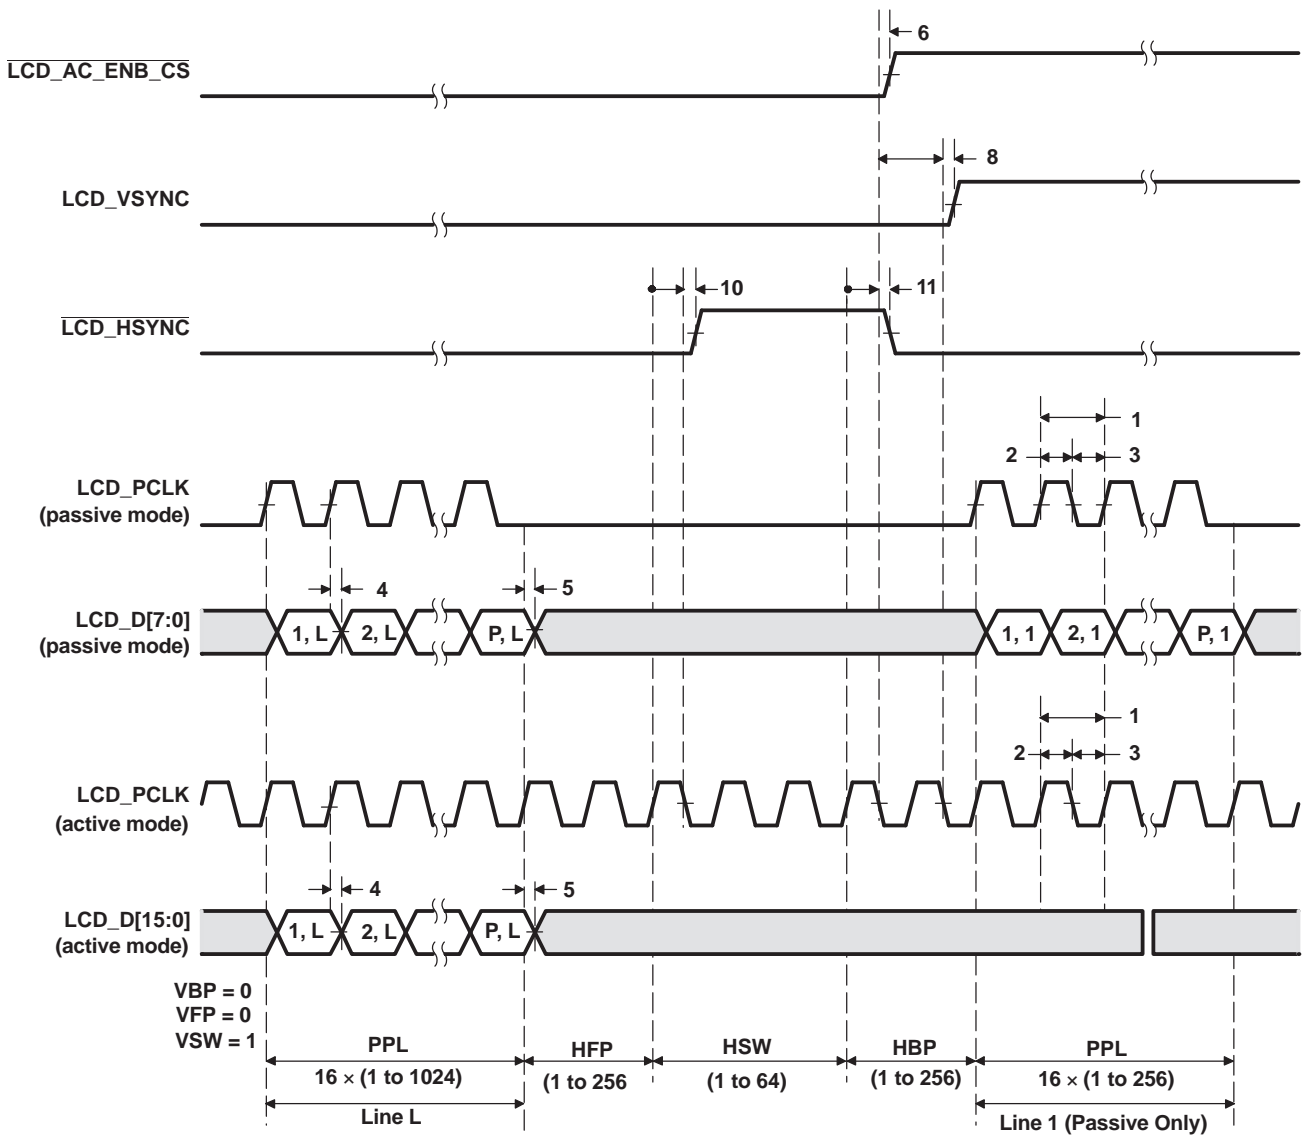 6
LCD_AC_ENB_CS
8
LCD_VSYNC
10
11
LCD_HSYNC
1
2
3
LCD_PCLK
(passive mode)
4
5
LCD_D[7:0]
(passive mode)
1, L
2, L
P, L
1, 1
2, 1
P, 1
1
2
3
LCD_PCLK
(active mode)
4
5
LCD_D[15:0]
(active mode)
1, L
2, L
P, L
VBP = 0
VFP = 0
VSW = 1
PPL
HFP
HSW
HBP
PPL
16 × (1 to 1024)
(1 to 256
(1 to 64)
(1 to 256)
16 × (1 to 256)
Line L
Line 1 (Passive Only)